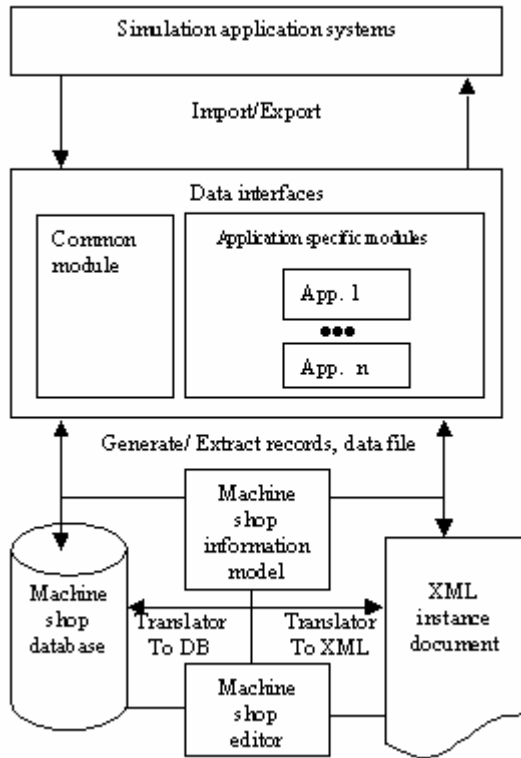 Simulation application systems
Import/Export
Data interfaces
Common
module
Application specific modules
App. 1
●●●
App. n
Generate/ Extract records, data file
Machine
shop
information
model
Machine
shop
database
Translator
To DB
Translator
To XML
XML
instance
document
Machine
shop
editor